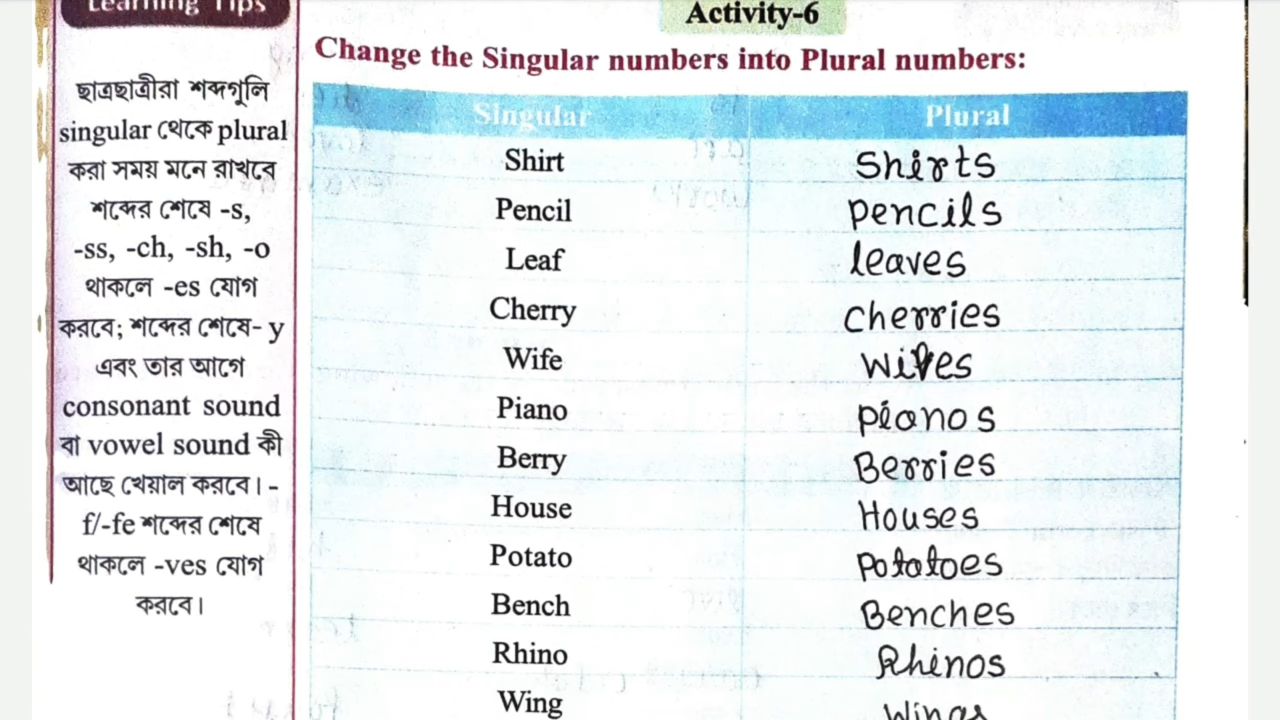 Learning Tips
ছাত্রছাত্রীরা শব্দগুলি
singular থেকে plural
করা সময় মনে রাখবে
শব্দের শেষে -s,
-ss, -ch, -sh, -o
থাকলে -es যোগ
করবে; শব্দের শেষে- y
এবং তার আগে
consonant sound
বা vowel sound কী
আছে খেয়াল করবে। -
f/-fe শব্দের শেষে
থাকলে -ves যোগ
করবে।
Activity-6
Change the Singular numbers into Plural numbers:
Singular Plural
Shirt Shirts
Pencil pencils
Leaf leaves
Cherry cherries
Wife Wives
Piano pianos
Berry Berries
House Houses
Potato potatoes
Bench Benches
Rhino Rhinos
Wing Wings